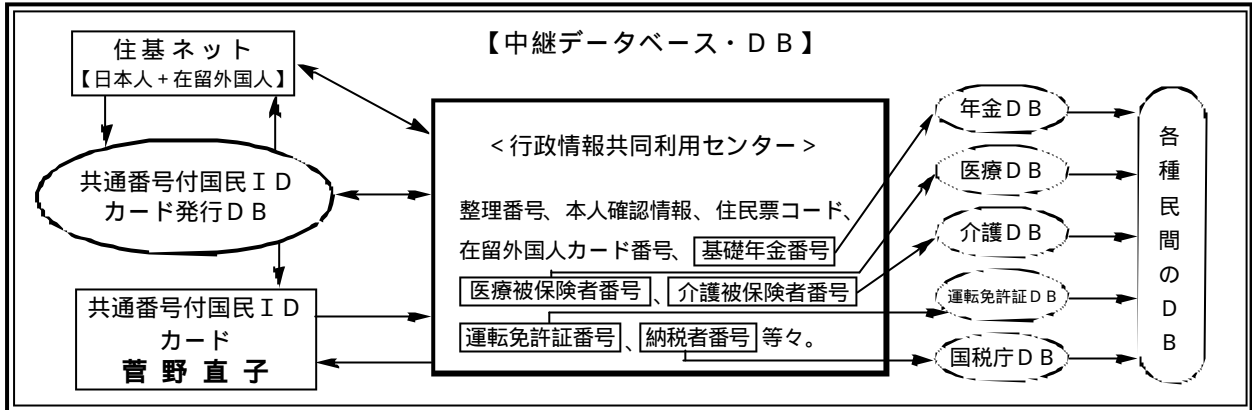 【中継データベース・DB】
住基ネット
【日本人+在留外国人】
共通番号付国民ID
カード発行DB
共通番号付国民ID
カード
菅野直子
<行政情報共同利用センター>
整理番号、本人確認情報、住民票コード、
在留外国人カード番号、基礎年金番号
医療被保険者番号、介護被保険者番号
運転免許証番号、納税者番号 等々。
年金DB
医療DB
介護DB
運転免許証DB
国税庁DB
各種民間のDB